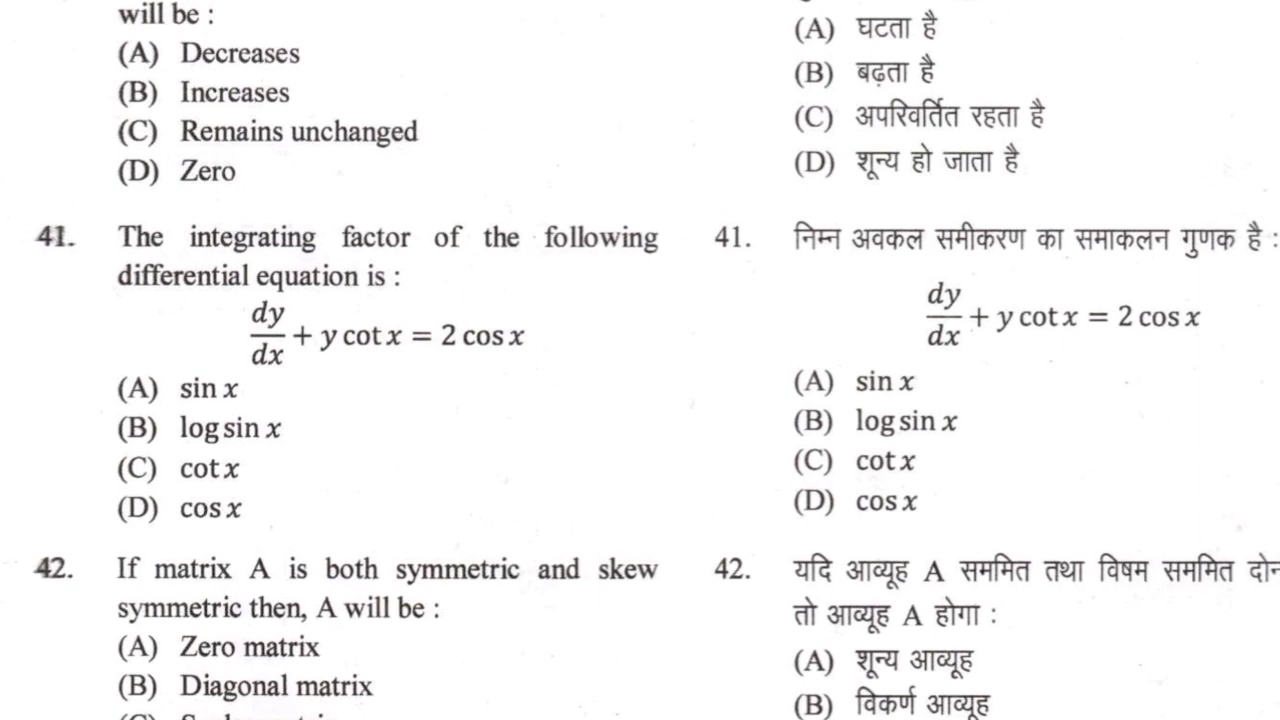 will be :
(A) Decreases
(B) Increases
(C) Remains unchanged
(D) Zero
41. The integrating factor of the following
differential equation is :
dy/dx + y cot x = 2 cos x
(A) sin x
(B) log sin x
(C) cot x
(D) cos x
42. If matrix A is both symmetric and skew
symmetric then, A will be :
(A) Zero matrix
(B) Diagonal matrix
(A) घटता है
(B) बढ़ता है
(C) अपरिवर्तित रहता है
(D) शून्य हो जाता है
41. निम्न अवकल समीकरण का समाकलन गुणक है :
dy/dx + y cot x = 2 cos x
(A) sin x
(B) log sin x
(C) cot x
(D) cos x
42. यदि आव्यूह A सममित तथा विषम सममित
तो आव्यूह A होगा :
(A) शून्य आव्यूह
(B) विकर्ण आव्यूह